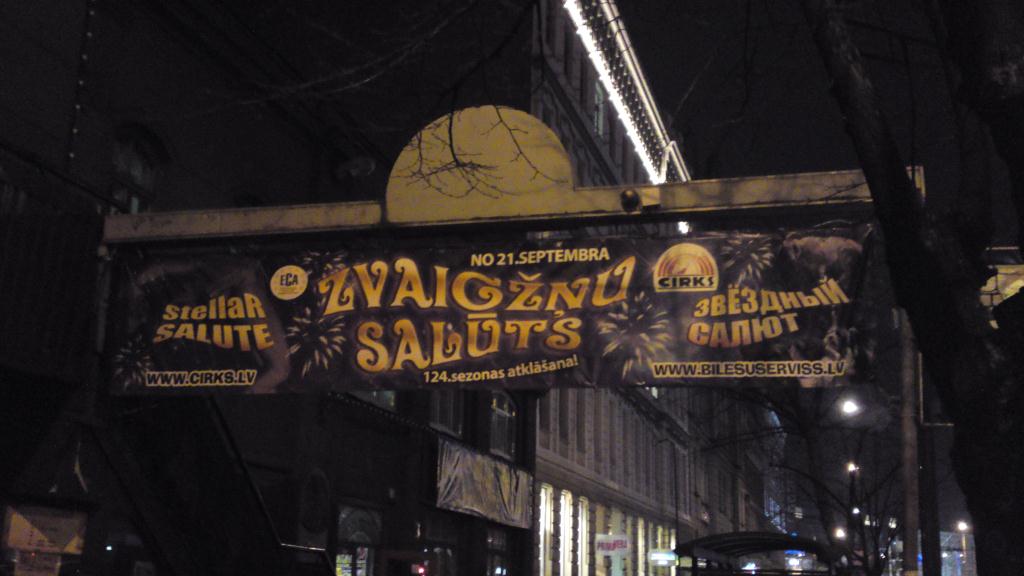 NO 21.SEPTEMBRA
ECA
ZVAIGŽŅU
SALŪTS
124.sezonas atklāšana!
StellaR
SALUTE
WWW.CIRKS.LV
CIRKS
ЗВЁЗДНЫЙ
САЛЮТ
WWW.BILESUSERVISS.LV